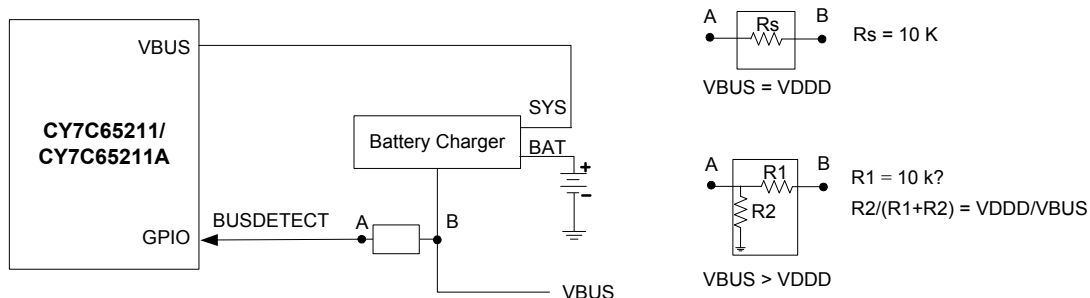 VBUS
CY7C65211/
CY7C65211A
GPIO
BUSDETECT
A
B
VBUS
SYS
Battery Charger
BAT
+
-
A
B
Rs
Rs = 10 K
VBUS = VDDD
A
B
R1
R2
R1 = 10 k?
R2/(R1+R2) = VDDD/VBUS
VBUS > VDDD